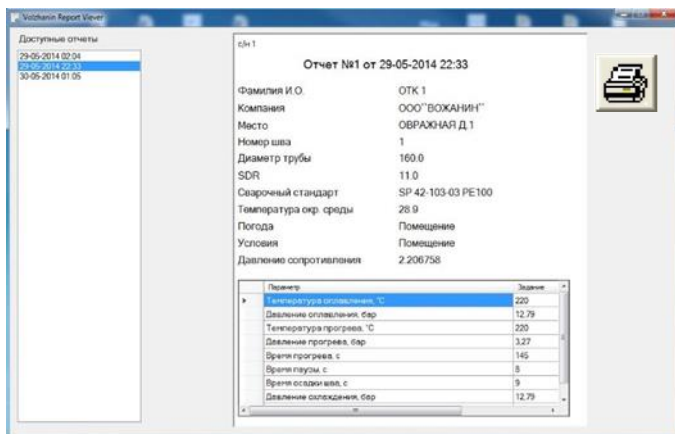 Volzhanin Report Viewer
Доступные отчеты
29-05-2014 02:04
29-05-2014 22:33
30-05-2014 01:05
с/н 1
Отчет №1 от 29-05-2014 22:33
Фамилия И.О. ОТК 1
Компания ООО''ВОЖАНИН''
Место ОВРАЖНАЯ Д.1
Номер шва 1
Диаметр трубы 160.0
SDR 11.0
Сварочный стандарт SP 42-103-03 PE100
Температура окр. среды 28.9
Погода Помещение
Условия Помещение
Давление сопротивления 2.206758
Параметр Задание
Температура оплавления, °С 220
Давление оплавления, бар 12,79
Температура прогрева, °С 220
Давление прогрева, бар 3,27
Время прогрева, с 145
Время паузы, с 8
Время осадки шва, с 9
Давление охлаждения, бар 12,79